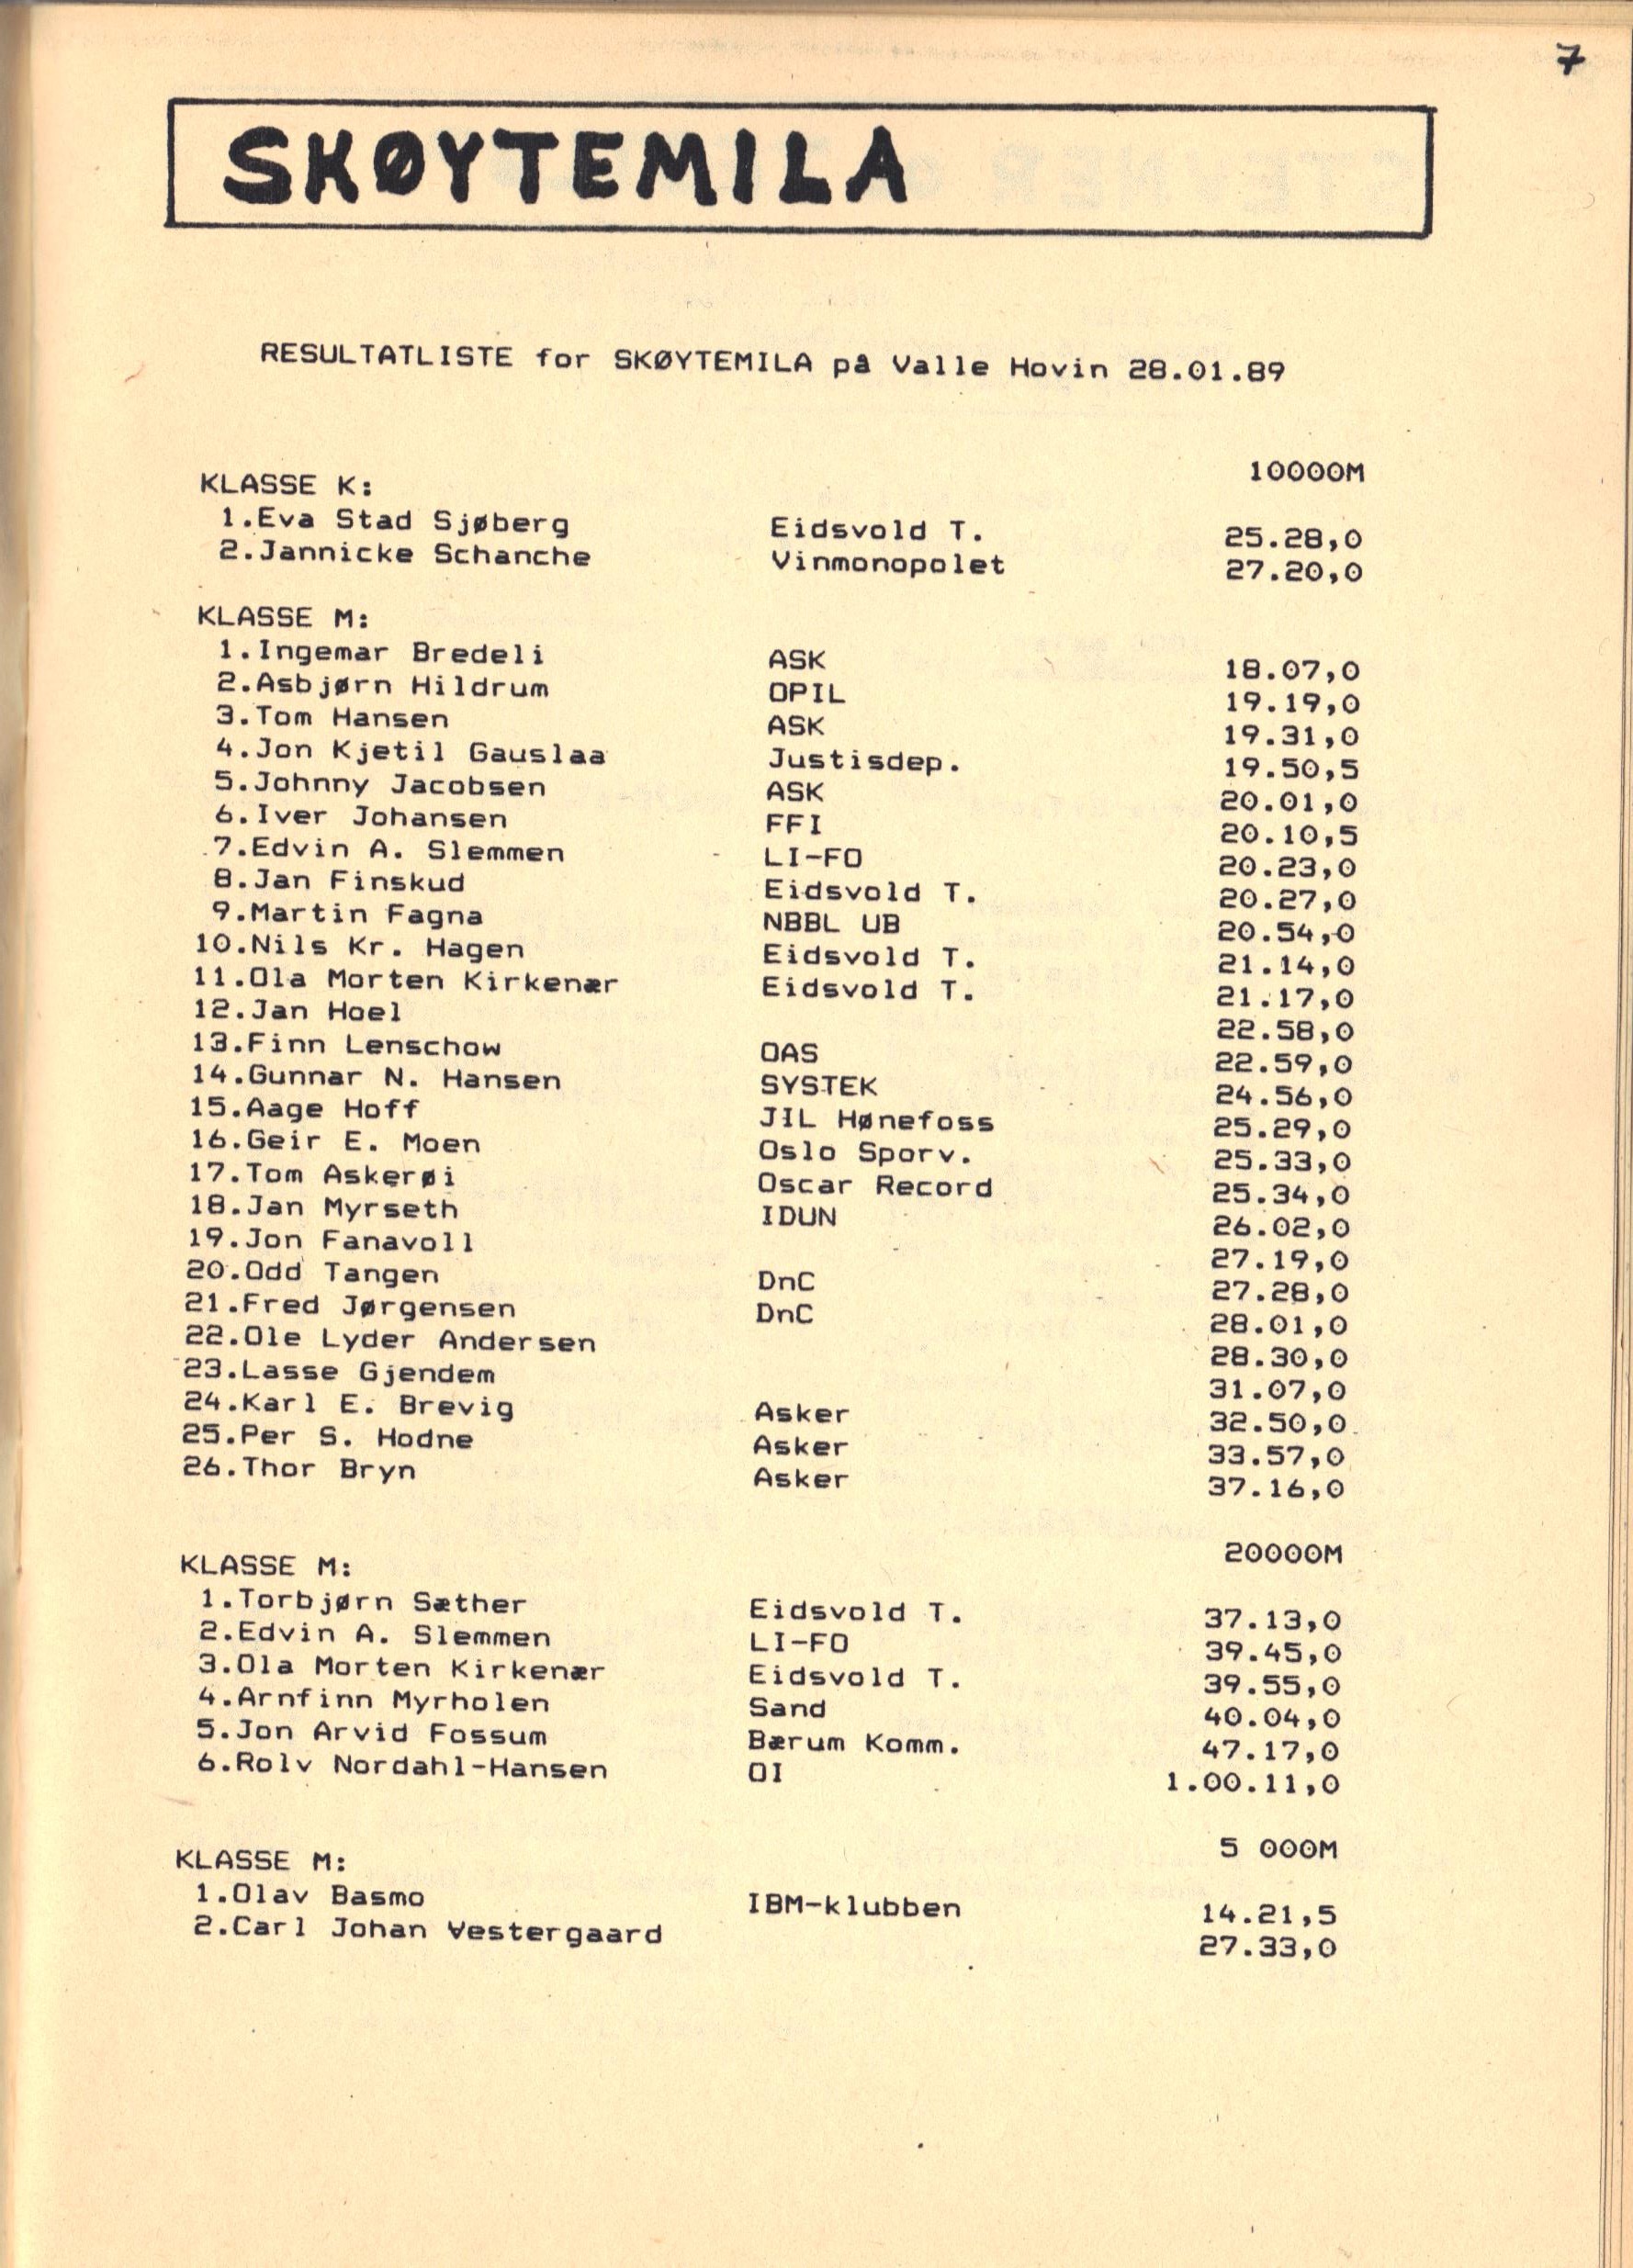 7
SKØYTEMILA
RESULTATLISTE for SKØYTEMILA på Valle Hovin 28.01.89
KLASSE K: 10000M
1.Eva Stad Sjøberg Eidsvold T. 25.28,0
2.Jannicke Schanche Vinmonopolet 27.20,0
KLASSE M:
1.Ingemar Bredeli ASK 18.07,0
2.Asbjørn Hildrum OPIL 19.19,0
3.Tom Hansen ASK 19.31,0
4.Jon Kjetil Gauslaa Justisdep. 19.50,5
5.Johnny Jacobsen ASK 20.01,0
6.Iver Johansen FFI 20.10,5
7.Edvin A. Slemmen LI-FO 20.23,0
8.Jan Finskud Eidsvold T. 20.27,0
9.Martin Fagna NBBL UB 20.54,0
10.Nils Kr. Hagen Eidsvold T. 21.14,0
11.Ola Morten Kirkenær Eidsvold T. 21.17,0
12.Jan Hoel 22.58,0
13.Finn Lenschow OAS 22.59,0
14.Gunnar N. Hansen SYSTEK 24.56,0
15.Aage Hoff JIL Hønefoss 25.29,0
16.Geir E. Moen Oslo Sporv. 25.33,0
17.Tom Askerøi Oscar Record 25.34,0
18.Jan Myrseth IDUN 26.02,0
19.Jon Fanavoll 27.19,0
20.Odd Tangen DnC 27.28,0
21.Fred Jørgensen DnC 28.01,0
22.Ole Lyder Andersen 28.30,0
23.Lasse Gjendem 31.07,0
24.Karl E. Brevig Asker 32.50,0
25.Per S. Hodne Asker 33.57,0
26.Thor Bryn Asker 37.16,0
KLASSE M: 20000M
1.Torbjørn Sæther Eidsvold T. 37.13,0
2.Edvin A. Slemmen LI-FO 39.45,0
3.Ola Morten Kirkenær Eidsvold T. 39.55,0
4.Arnfinn Myrholen Sand 40.04,0
5.Jon Arvid Fossum Bærum Komm. 47.17,0
6.Rolv Nordahl-Hansen OI 1.00.11,0
KLASSE M: 5 000M
1.Olav Basmo IBM-klubben 14.21,5
2.Carl Johan Vestergaard 27.33,0